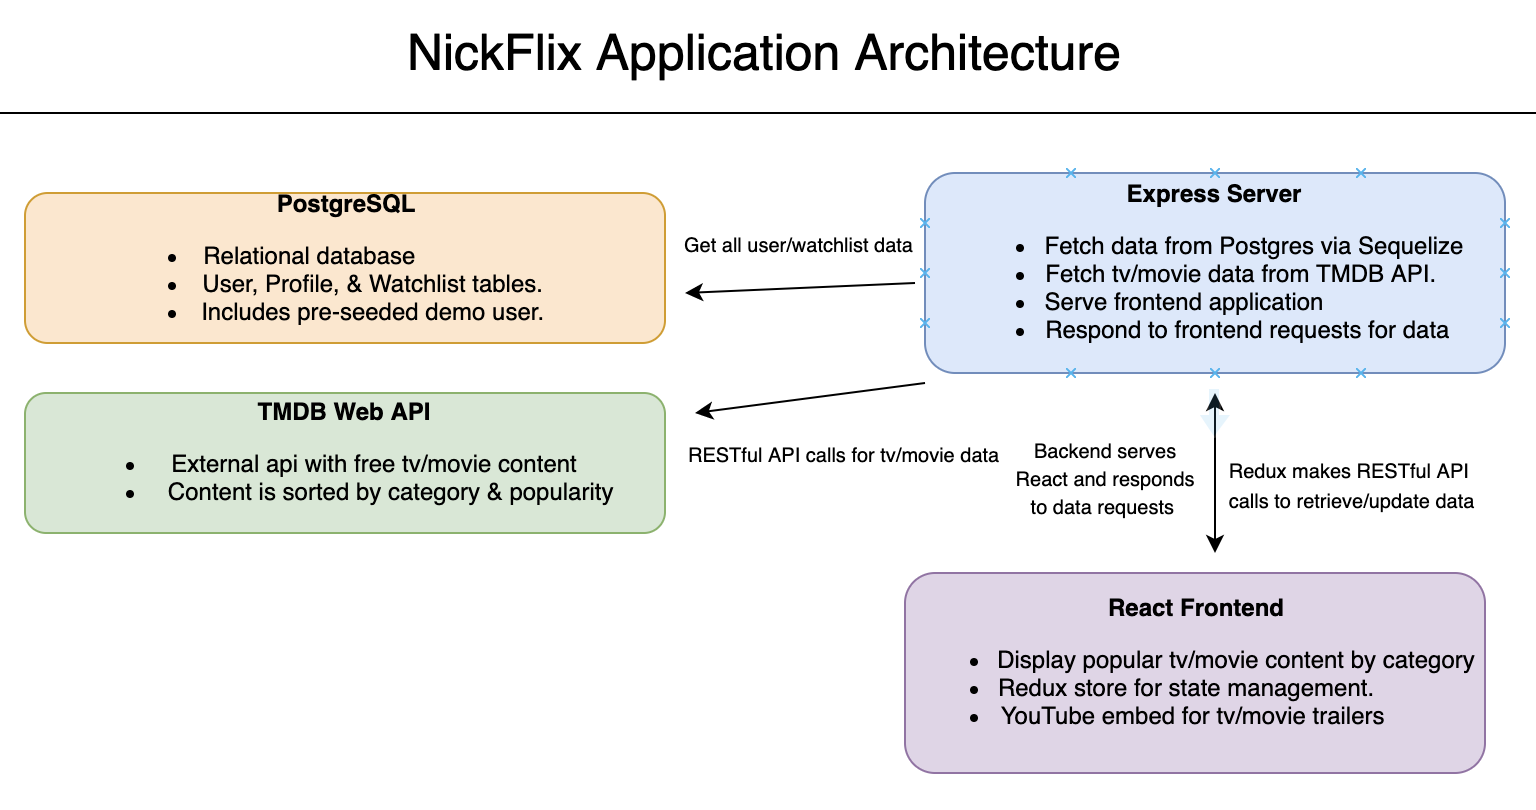 NickFlix Application Architecture
PostgreSQL
• Relational database
• User, Profile, & Watchlist tables.
• Includes pre-seeded demo user.
Get all user/watchlist data
Express Server
• Fetch data from Postgres via Sequelize
• Fetch tv/movie data from TMDB API.
• Serve frontend application
• Respond to frontend requests for data
TMDB Web API
• External api with free tv/movie content
• Content is sorted by category & popularity
RESTful API calls for tv/movie data
Backend serves
React and responds
to data requests
Redux makes RESTful API
calls to retrieve/update data
React Frontend
• Display popular tv/movie content by category
• Redux store for state management.
• YouTube embed for tv/movie trailers